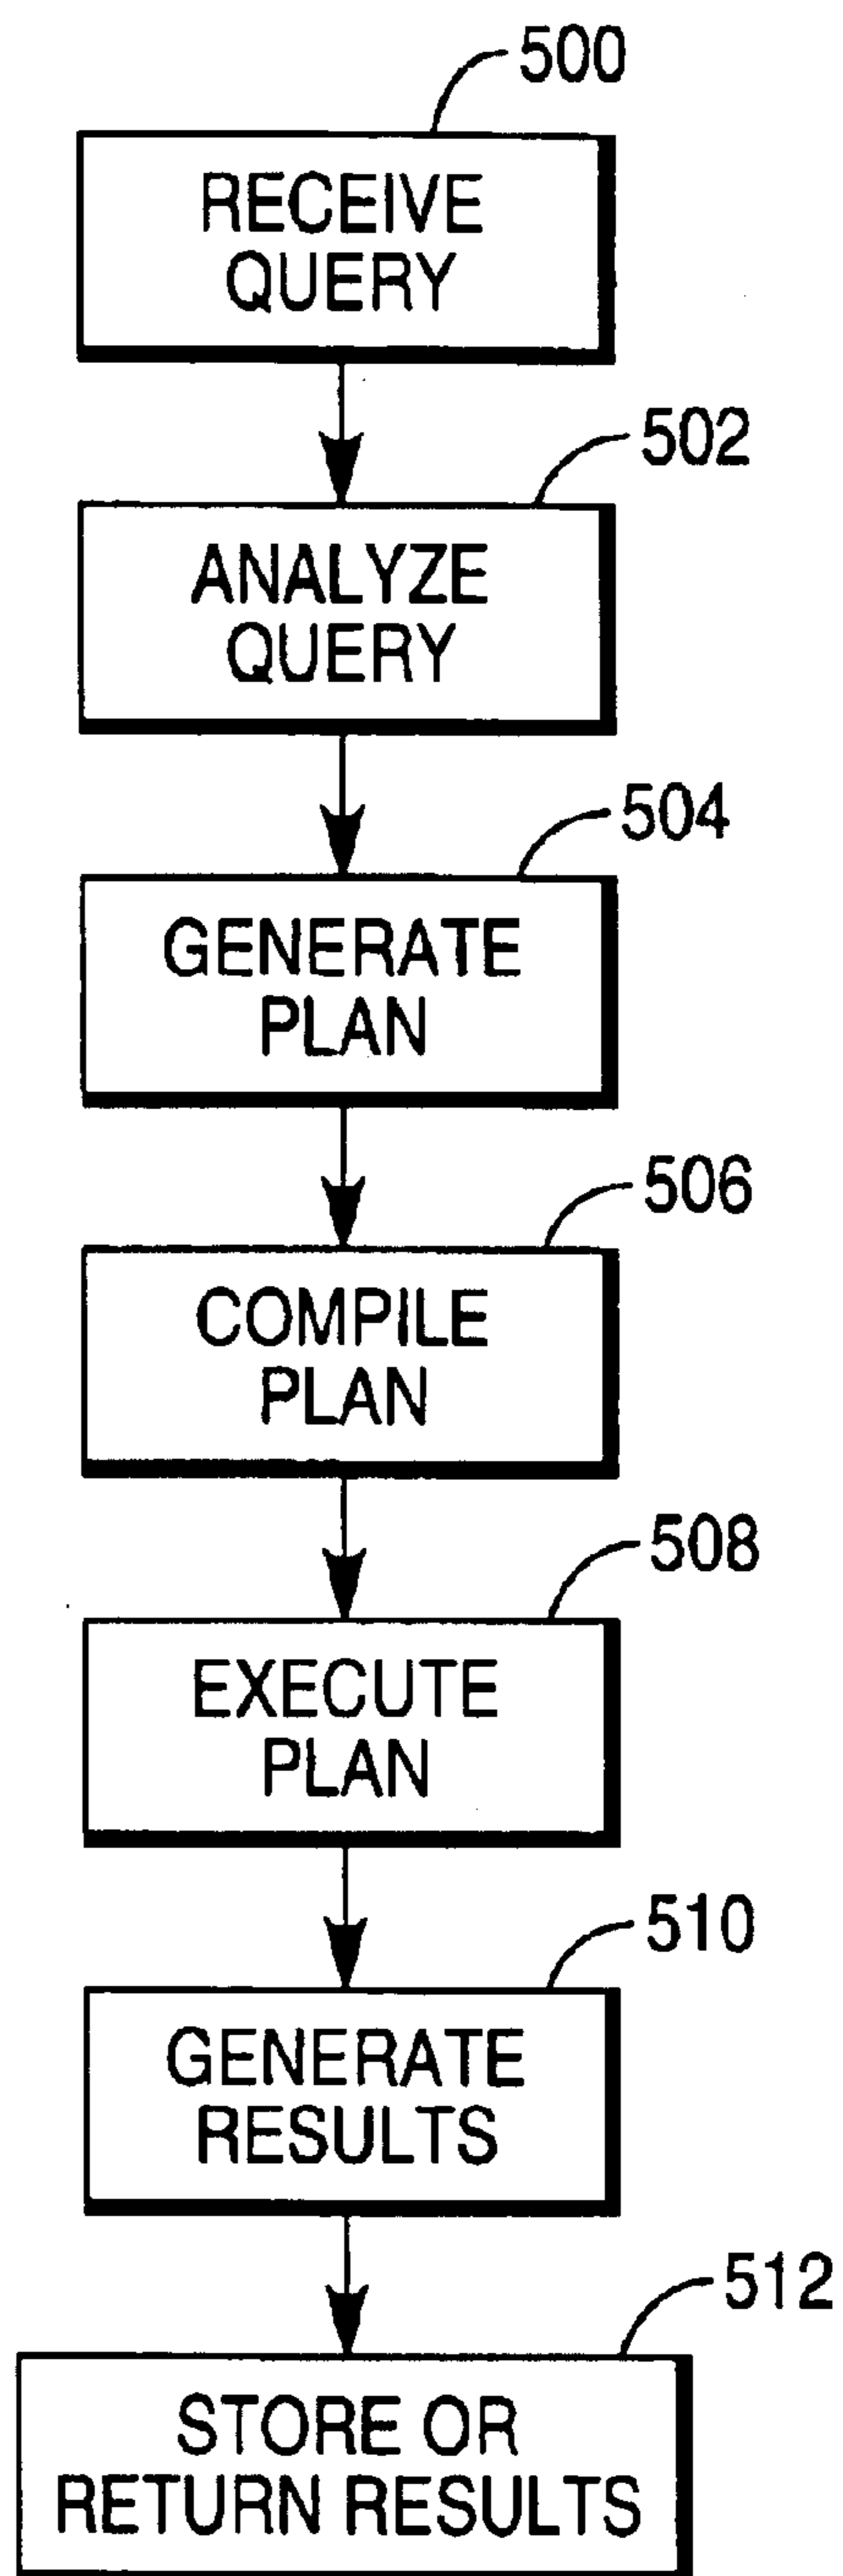 500
RECEIVE
QUERY
502
ANALYZE
QUERY
504
GENERATE
PLAN
506
COMPILE
PLAN
508
EXECUTE
PLAN
510
GENERATE
RESULTS
512
STORE OR
RETURN RESULTS